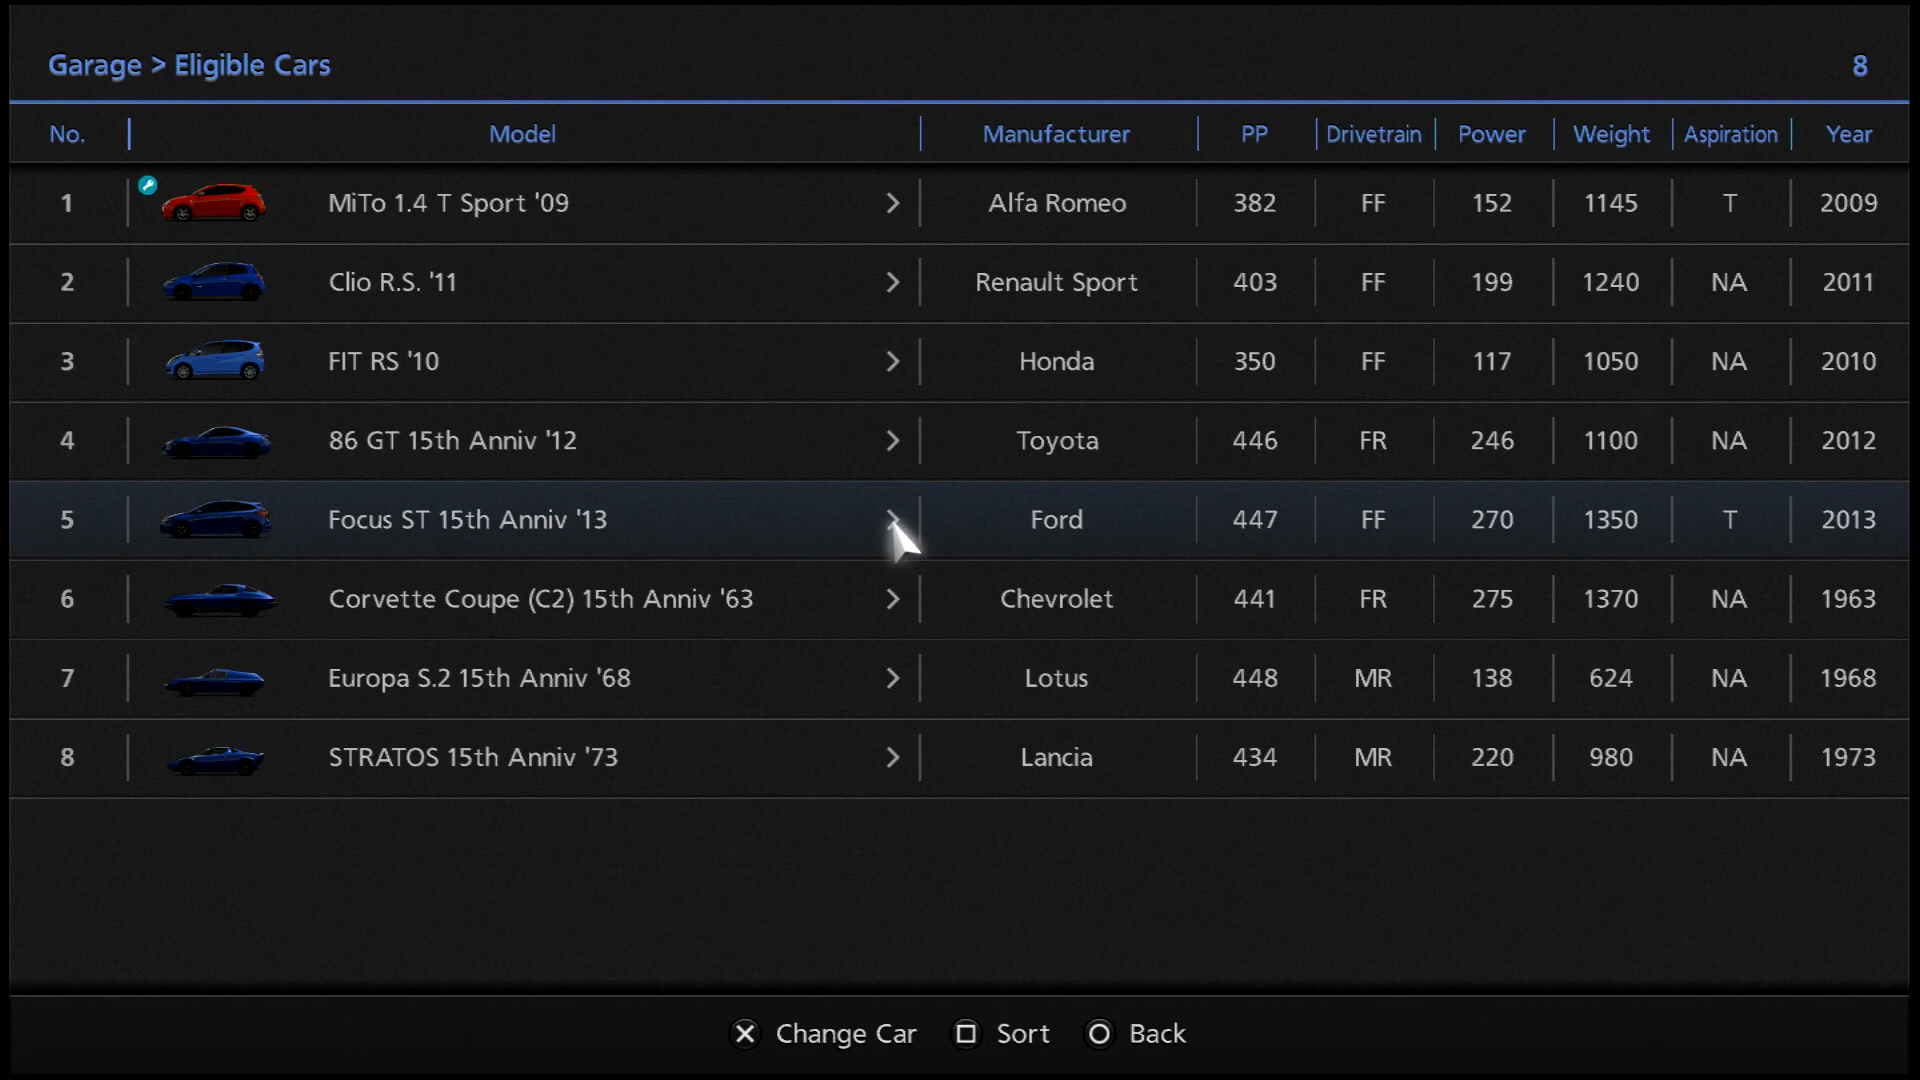 Garage > Eligible Cars 8
No. Model Manufacturer PP Drivetrain Power Weight Aspiration Year
1 MiTo 1.4 T Sport '09 Alfa Romeo 382 FF 152 1145 T 2009
2 Clio R.S. '11 Renault Sport 403 FF 199 1240 NA 2011
3 FIT RS '10 Honda 350 FF 117 1050 NA 2010
4 86 GT 15th Anniv '12 Toyota 446 FR 246 1100 NA 2012
5 Focus ST 15th Anniv '13 Ford 447 FF 270 1350 T 2013
6 Corvette Coupe (C2) 15th Anniv '63 Chevrolet 441 FR 275 1370 NA 1963
7 Europa S.2 15th Anniv '68 Lotus 448 MR 138 624 NA 1968
8 STRATOS 15th Anniv '73 Lancia 434 MR 220 980 NA 1973
Change Car Sort Back